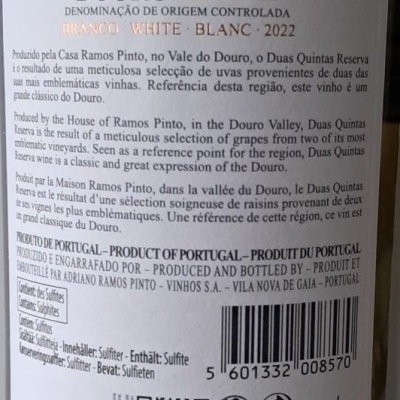 DENOMINAÇÃO DE ORIGEM CONTROLADA
BRANCO · WHITE · BLANC · 2022
Produzido pela Casa Ramos Pinto, no Vale do Douro, o Duas Quintas Reserva
é o resultado de uma meticulosa selecção de uvas provenientes de duas das
suas mais emblemáticas vinhas. Referência desta região, este vinho é um
grande clássico do Douro.
Produced by the House of Ramos Pinto, in the Douro Valley, Duas Quintas
Reserva is the result of a meticulous selection of grapes from two of its most
emblematic vineyards. Seen as a reference point for the region, Duas Quintas
Reserva wine is a classic and great expression of the Douro.
Produit par la Maison Ramos Pinto, dans la vallée du Douro, le Duas Quintas
Reserva est le résultat d'une sélection soigneuse de raisins provenant de deux
de ses vignes les plus emblématiques. Une référence de cette région, ce vin est
un grand classique du Douro.
PRODUTO DE PORTUGAL – PRODUCT OF PORTUGAL – PRODUIT DU PORTUGAL
PRODUZIDO E ENGARRAFADO POR – PRODUCED AND BOTTLED BY – PRODUIT ET
EMBOUTEILLÉ PAR ADRIANO RAMOS PINTO – VINHOS S.A. – VILA NOVA DE GAIA – PORTUGAL
Contient: des Sulfites
Contains: Sulphites
Contém: Sulfitos
Sisältää: Sulfiitteja - Innehåller: Sulfiter - Enthält: Sulfite
Konserveringsstoffer: Sulfitter - Bevat: Sulfieten
5 601332 008570